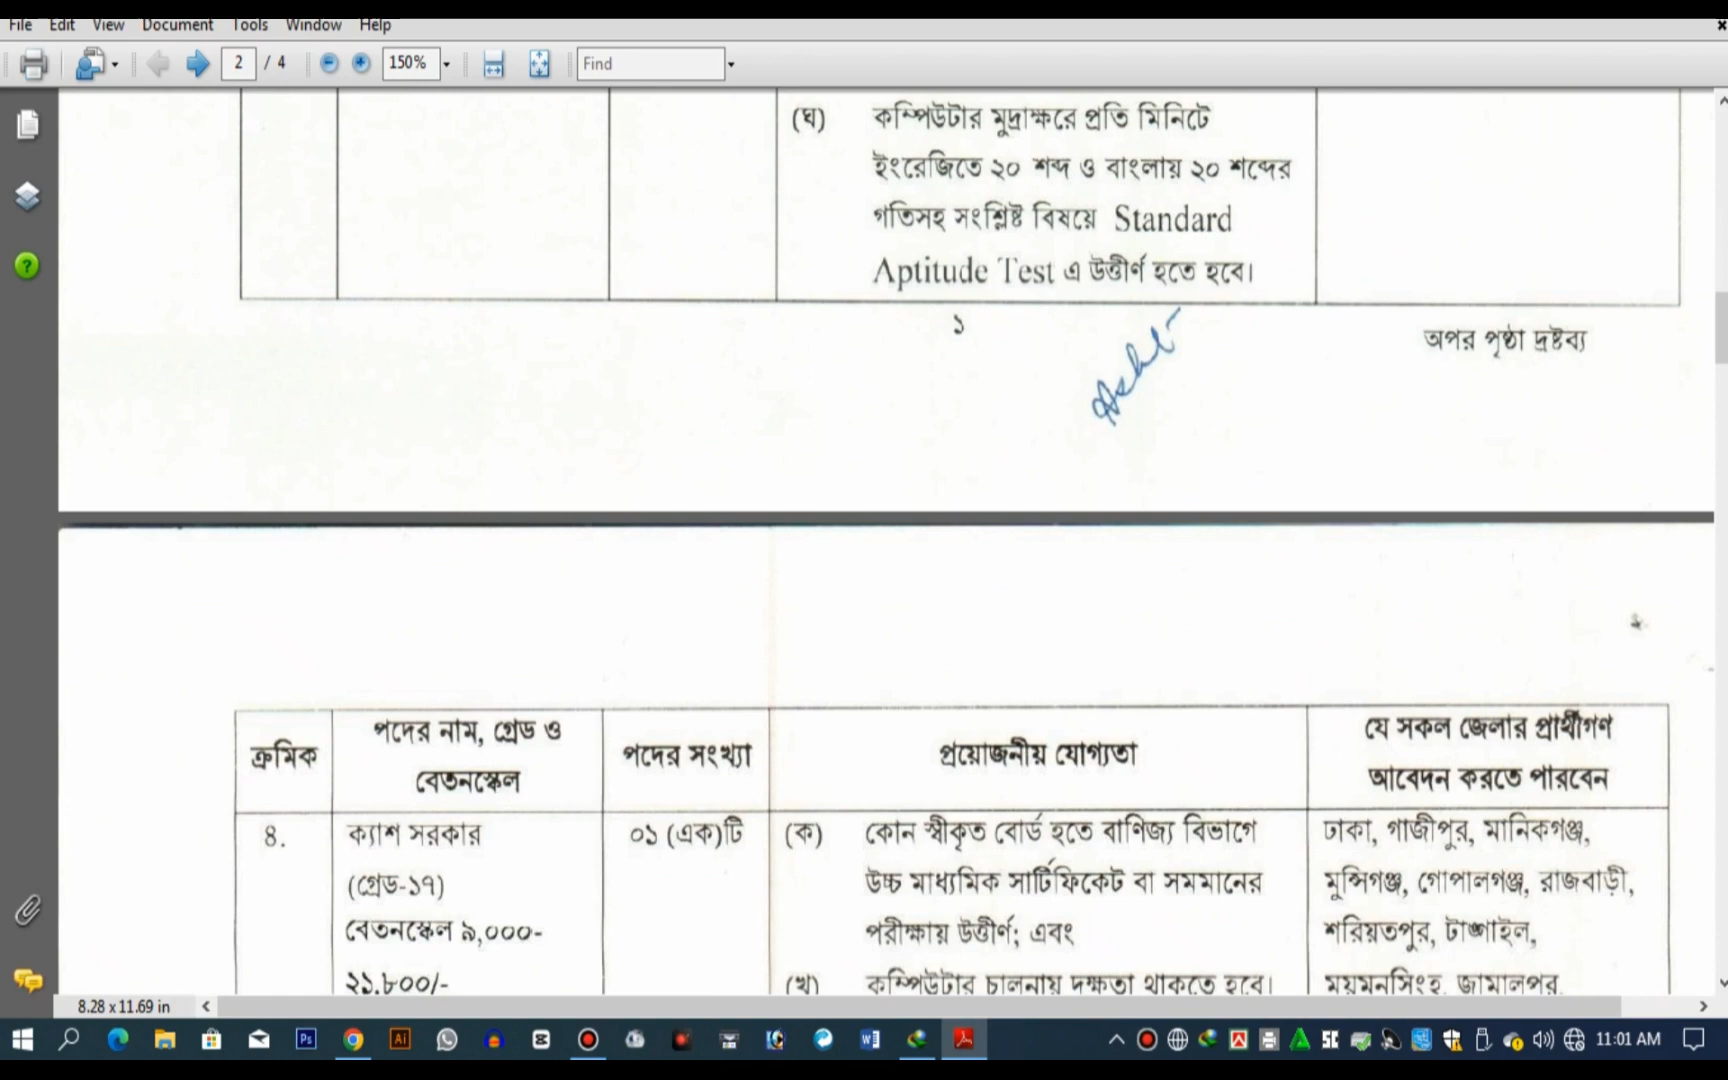 File Edit View Document Tools Window Help
2 / 4 150% Find
(ঘ) কম্পিউটার মুদ্রাক্ষরে প্রতি মিনিটে
ইংরেজিতে ২০ শব্দ ও বাংলায় ২০ শব্দের
গতিসহ সংশ্লিষ্ট বিষয়ে Standard
Aptitude Test এ উত্তীর্ণ হতে হবে।
১
অপর পৃষ্ঠা দ্রষ্টব্য
ক্রমিক
পদের নাম, গ্রেড ও
বেতনস্কেল
পদের সংখ্যা
প্রয়োজনীয় যোগ্যতা
যে সকল জেলার প্রার্থীগণ
আবেদন করতে পারবেন
৪.
ক্যাশ সরকার
(গ্রেড-১৭)
বেতনস্কেল ৯,০০০-
২১,৮০০/-
০১ (এক)টি
(ক) কোন স্বীকৃত বোর্ড হতে বাণিজ্য বিভাগে
উচ্চ মাধ্যমিক সার্টিফিকেট বা সমমানের
পরীক্ষায় উত্তীর্ণ; এবং
(খ) কম্পিউটার চালনায় দক্ষতা থাকতে হবে।
ঢাকা, গাজীপুর, মানিকগঞ্জ,
মুন্সিগঞ্জ, গোপালগঞ্জ, রাজবাড়ী,
শরিয়তপুর, টাঙ্গাইল,
ময়মনসিংহ, জামালপুর,
8.28 x 11.69 in
11:01 AM